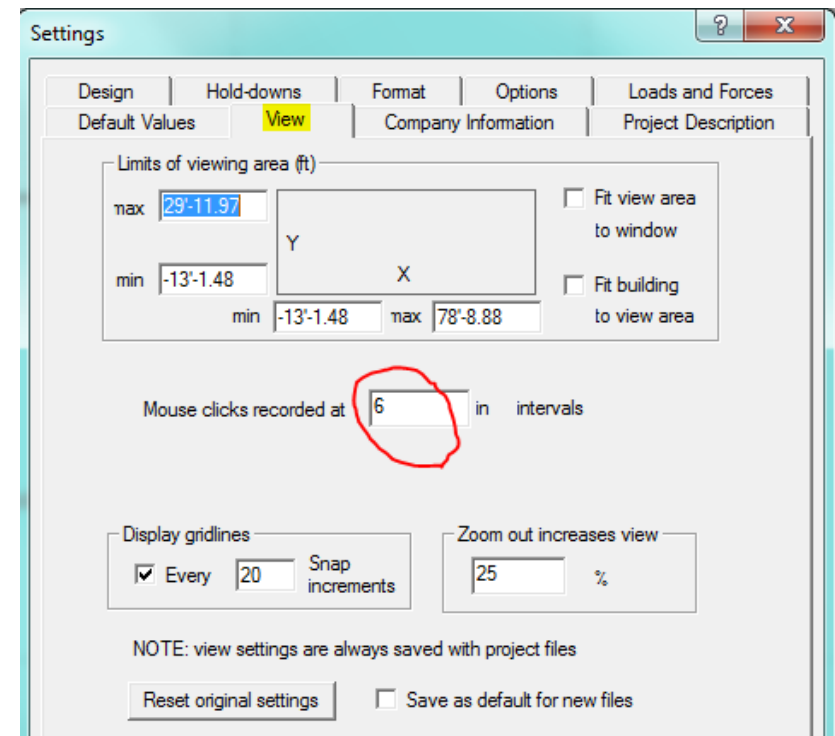 Settings
? X
Design Hold-downs Format Options Loads and Forces
Default Values View Company Information Project Description
Limits of viewing area (ft)
max 29'-11.97
Y
min -13'-1.48
X
min -13'-1.48 max 78'-8.88
Fit view area
to window
Fit building
to view area
Mouse clicks recorded at 6 in intervals
Display gridlines
Every 20 Snap
increments
Zoom out increases view
25 %
NOTE: view settings are always saved with project files
Reset original settings Save as default for new files